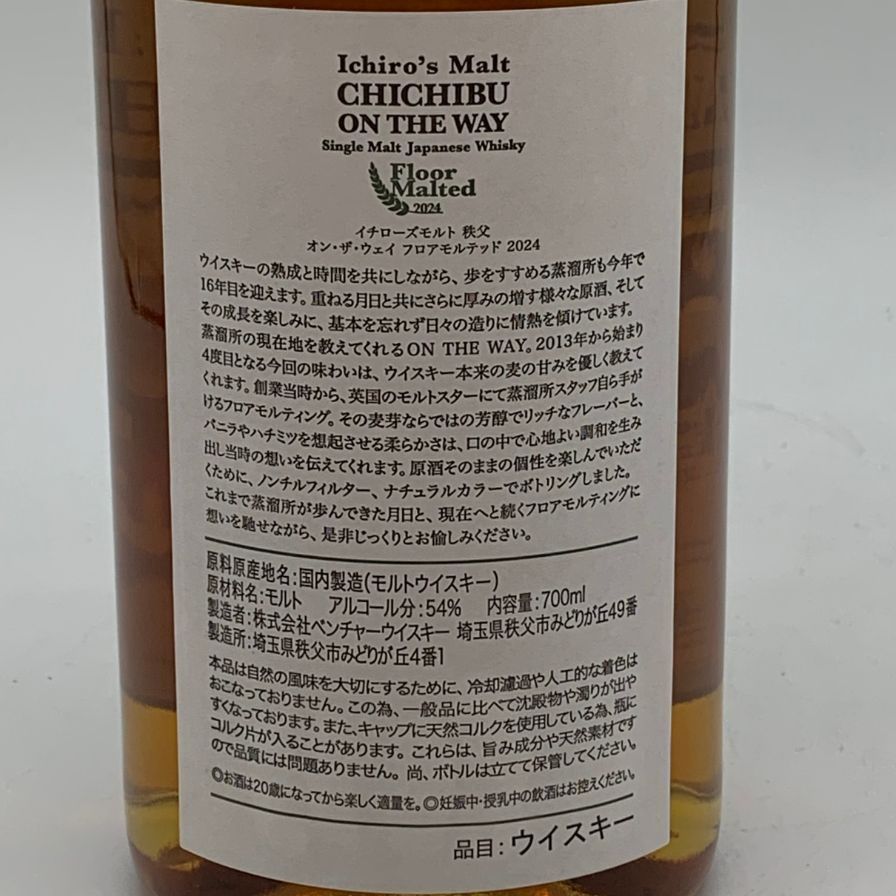 Ichiro's Malt
CHICHIBU
ON THE WAY
Single Malt Japanese Whisky
Floor
Malted
2024
イチローズモルト 秩父
オン・ザ・ウェイ フロアモルテッド 2024
ウイスキーの熟成と時間を共にしながら、歩をすすめる蒸溜所も今年で
16年目を迎えます。重ねる月日と共にさらに厚みの増す様々な原酒、そして
その成長を楽しみに、基本を忘れず日々の造りに情熱を傾けています。
蒸溜所の現在地を教えてくれるON THE WAY。2013年から始まり
4度目となる今回の味わいは、ウイスキー本来の麦の甘みを優しく教えて
くれます。創業当時から、英国のモルトスターにて蒸溜所スタッフ自ら手が
けるフロアモルティング。その麦芽ならではの芳醇でリッチなフレーバーと、
バニラやハチミツを想起させる柔らかさは、口の中で心地よい調和を生み
出し当時の想いを伝えてくれます。原酒そのままの個性を楽しんでいただ
くために、ノンチルフィルター、ナチュラルカラーでボトリングしました。
これまで蒸溜所が歩んできた月日と、現在へと続くフロアモルティングに
想いを馳せながら、是非じっくりとお愉しみください。
原料原産地名:国内製造(モルトウイスキー)
原材料名:モルト アルコール分:54% 内容量:700ml
製造者:株式会社ベンチャーウイスキー 埼玉県秩父市みどりが丘49番
製造所:埼玉県秩父市みどりが丘4番1
本品は自然の風味を大切にするために、冷却濾過や人工的な着色は
おこなっておりません。この為、一般品に比べて沈殿物や濁りが出や
すくなっております。また、キャップに天然コルクを使用している為、瓶に
コルク片が入ることがあります。これらは、旨み成分や天然素材です
ので品質には問題ありません。尚、ボトルは立てて保管してください。
◎お酒は20歳になってから楽しく適量を。◎妊娠中・授乳中の飲酒はお控えください。
品目:ウイスキー